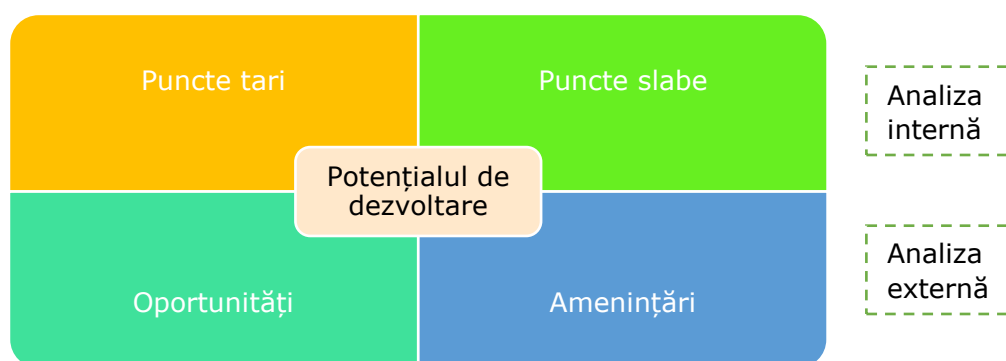 Puncte tari
Puncte slabe
Analiza
internă
Potențialul de
dezvoltare
Oportunități
Amenințări
Analiza
externă